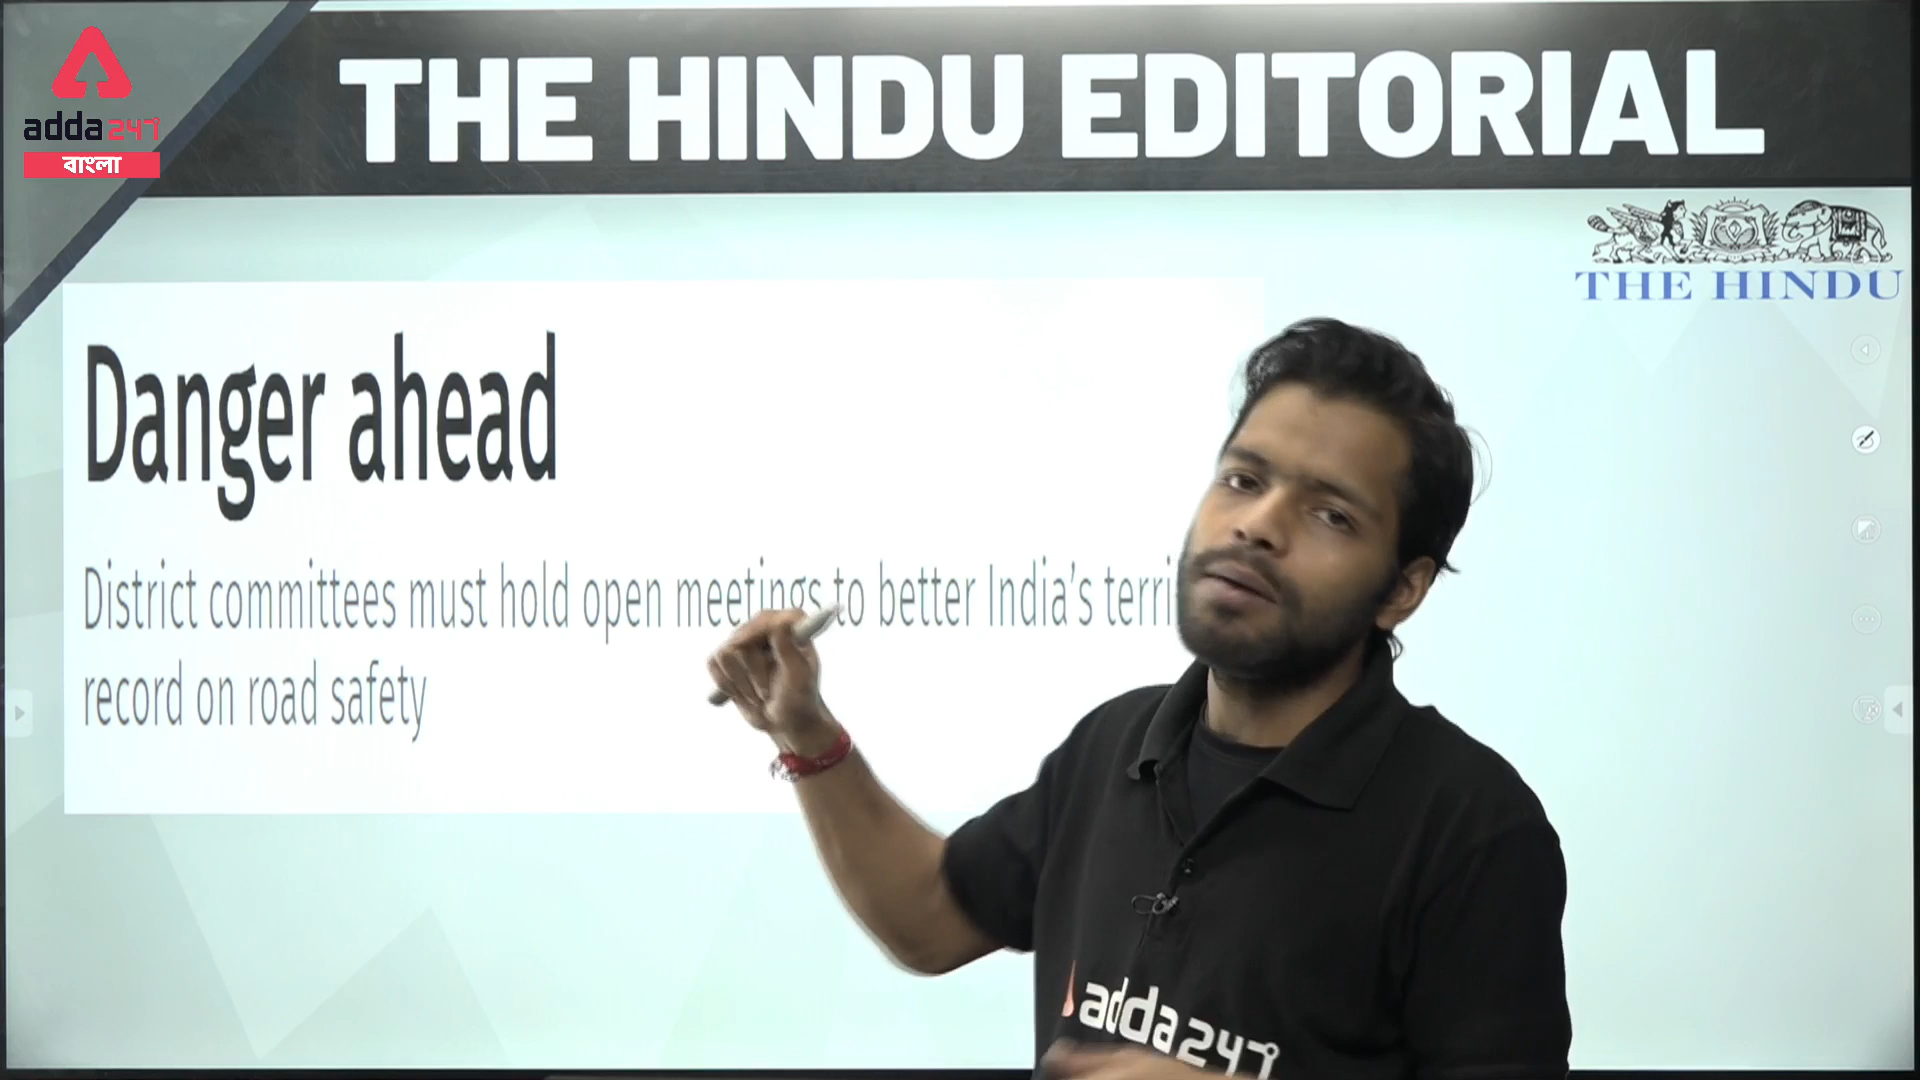 THE HINDU EDITORIAL
adda247
বাংলা
THE HINDU
Danger ahead
District committees must hold open meetings to better India's
record on road safety
adda247